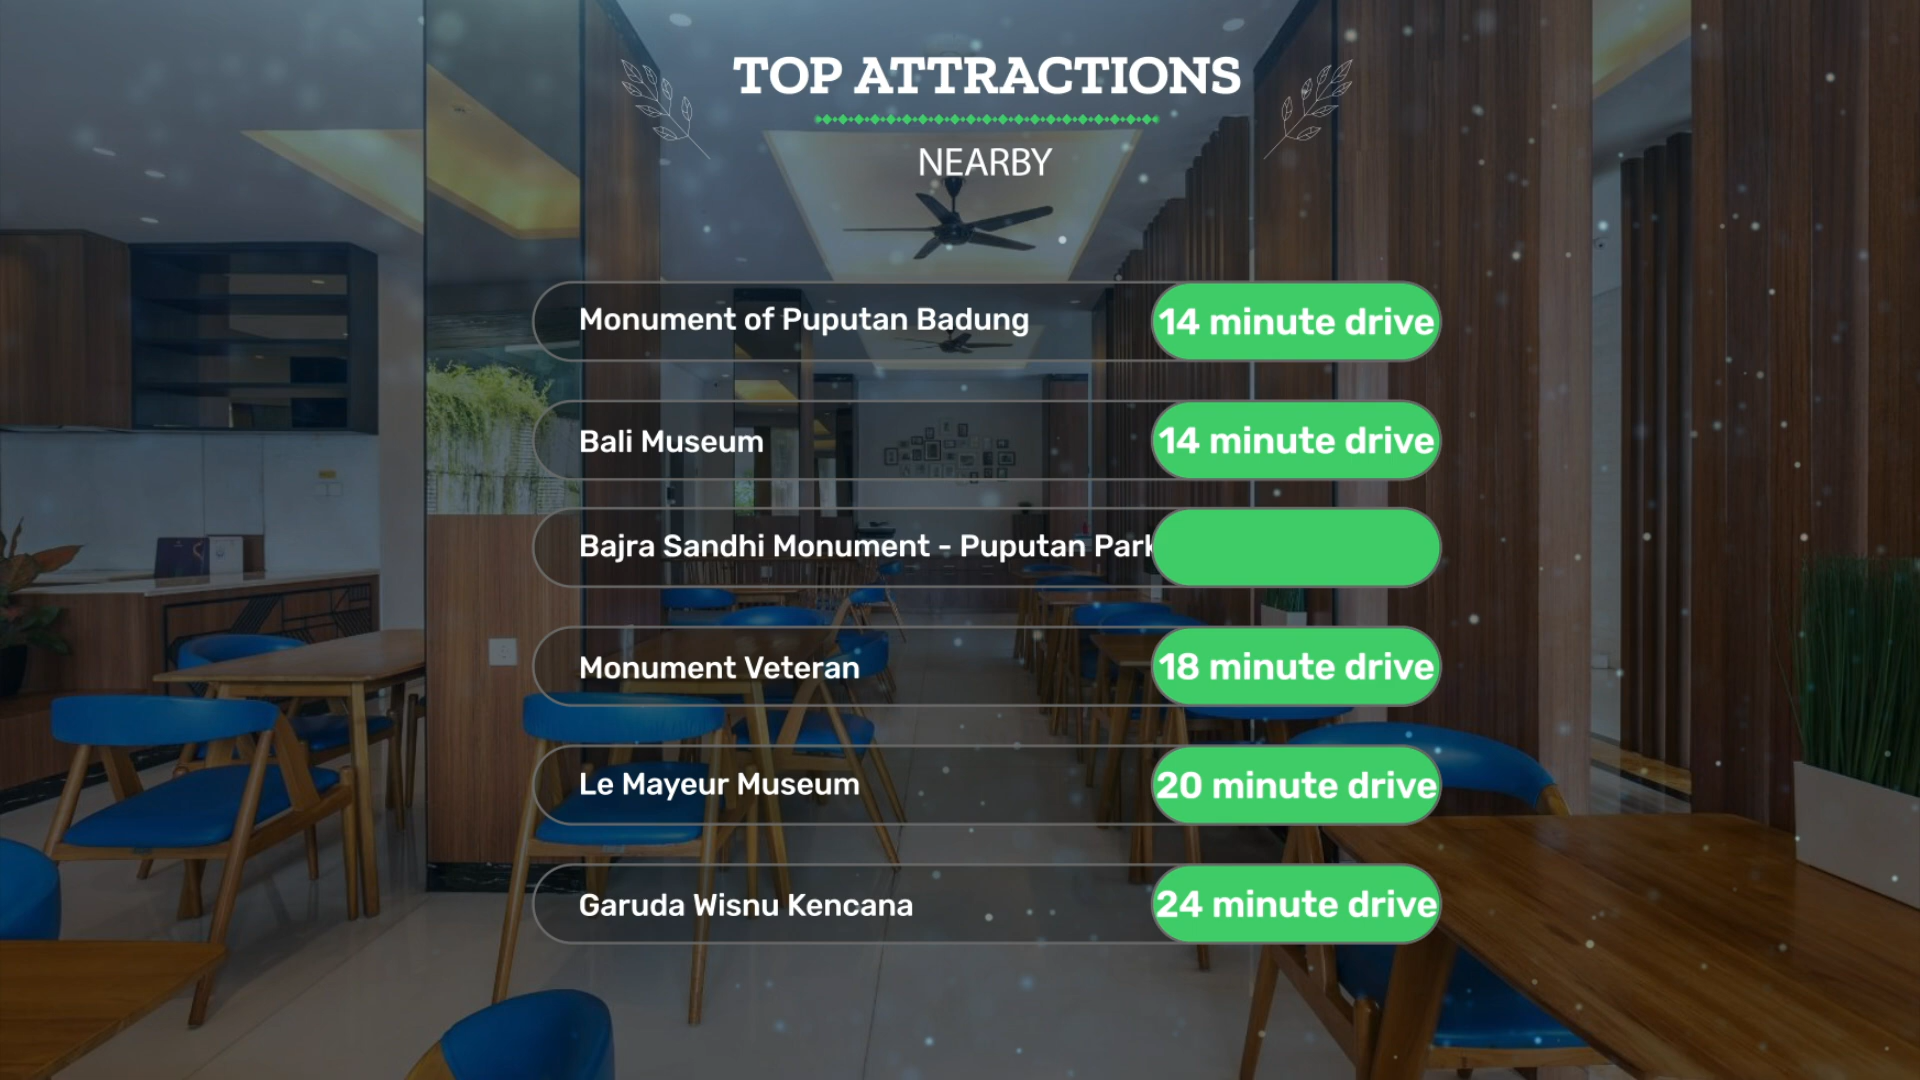 TOP ATTRACTIONS
NEARBY
Monument of Puputan Badung 14 minute drive
Bali Museum 14 minute drive
Bajra Sandhi Monument - Puputan Park
Monument Veteran 18 minute drive
Le Mayeur Museum 20 minute drive
Garuda Wisnu Kencana 24 minute drive